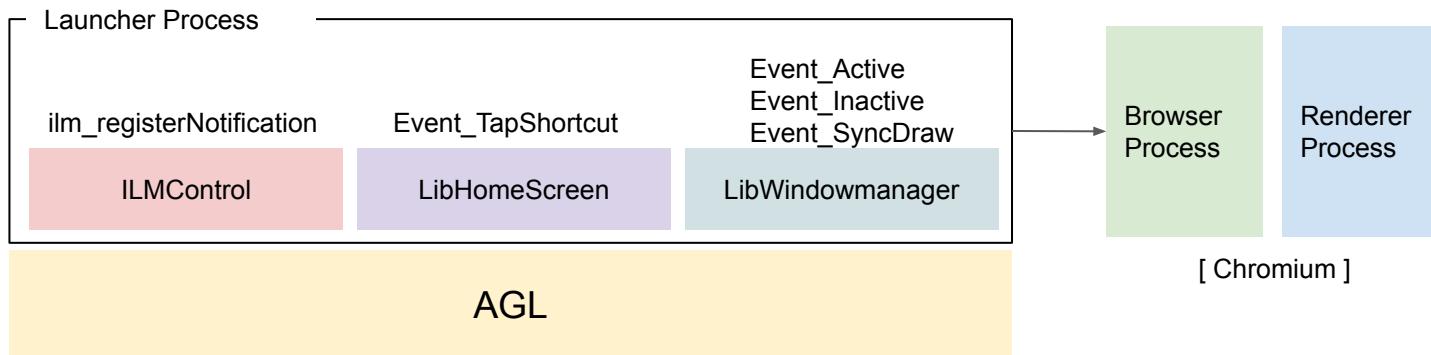 Launcher Process
ilm_registerNotification
Event_TapShortcut
Event_Active
Event_Inactive
Event_SyncDraw
ILMControl
LibHomeScreen
LibWindowmanager
Browser
Process
Renderer
Process
[ Chromium ]
AGL